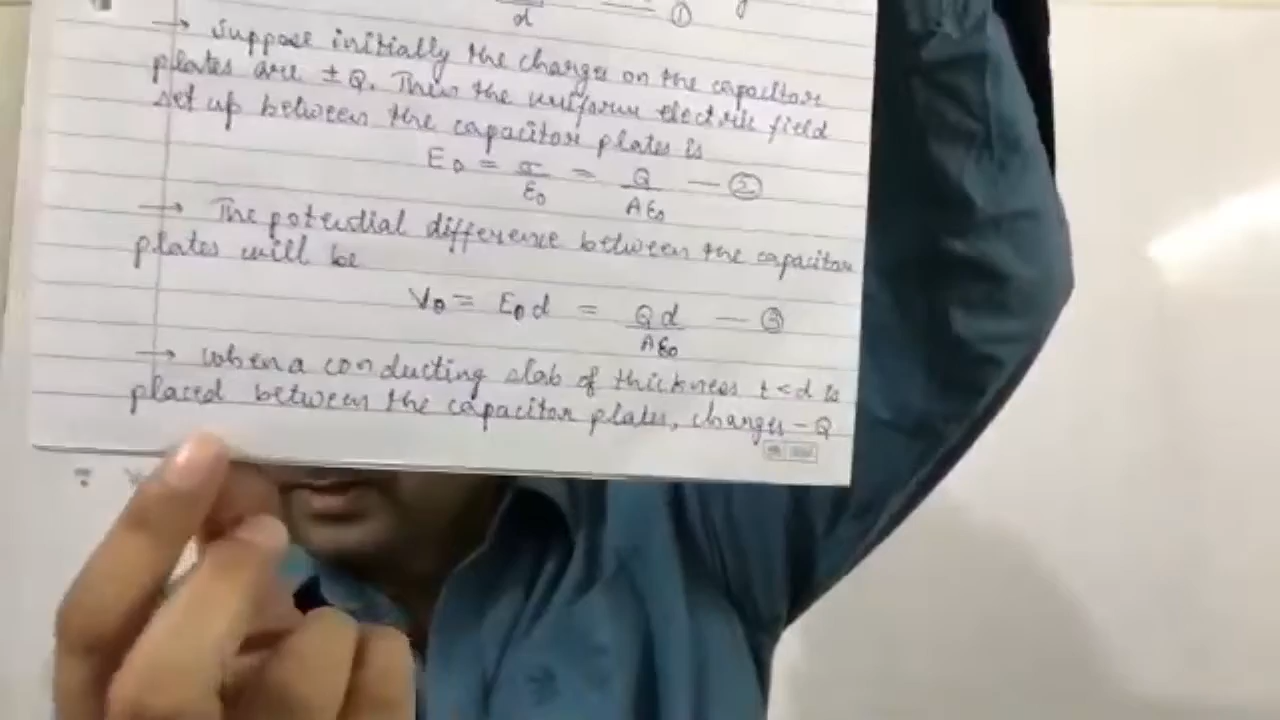 d — ①
→ Suppose initially the charges on the capacitor
plates are ± Q. Then the uniform electric field
set up between the capacitor plates is
E₀ = σ/ε₀ = Q/Aε₀ — ②
→ The potential difference between the capacitor
plates will be
V₀ = E₀d = Qd/Aε₀ — ③
→ When a conducting slab of thickness t < d is
placed between the capacitor plates, charges - Q